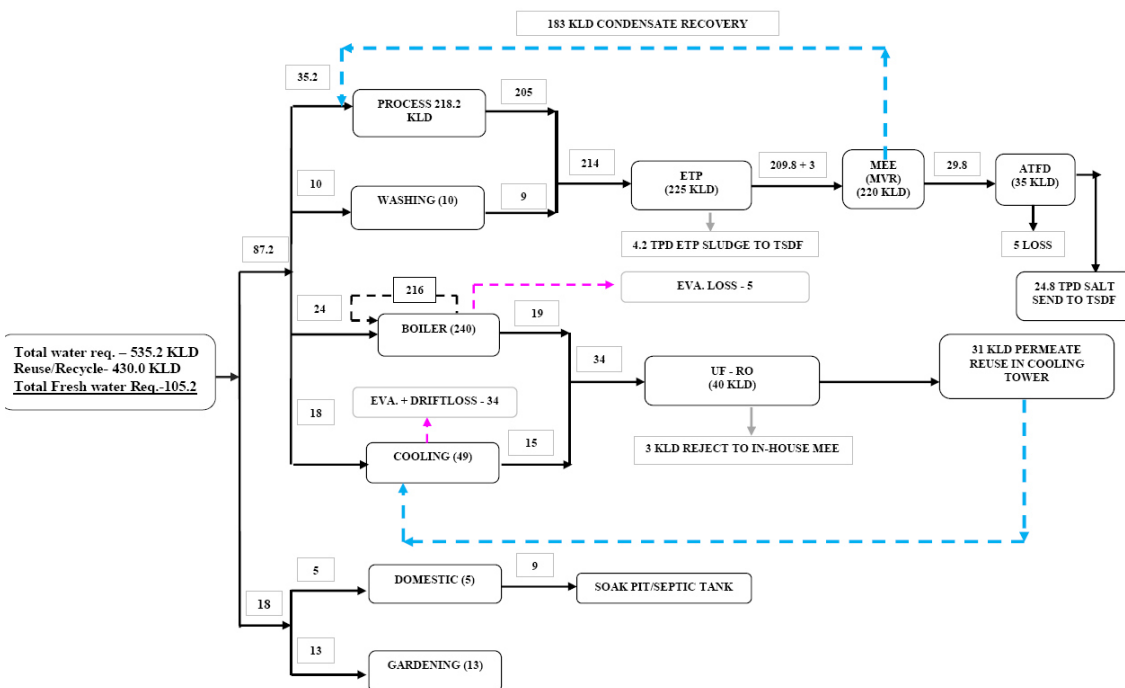 183 KLD CONDENSATE RECOVERY
35.2
PROCESS 218.2
KLD
205
10
WASHING (10)
9
214
ETP
(225 KLD)
209.8 + 3
MEE
(MVR)
(220 KLD)
29.8
ATFD
(35 KLD)
4.2 TPD ETP SLUDGE TO TSDF
5 LOSS
24.8 TPD SALT
SEND TO TSDF
87.2
216
24
BOILER (240)
EVA. LOSS - 5
19
Total water req. – 535.2 KLD
Reuse/Recycle- 430.0 KLD
Total Fresh water Req.-105.2
34
UF - RO
(40 KLD)
31 KLD PERMEATE
REUSE IN COOLING
TOWER
EVA. + DRIFTLOSS - 34
18
COOLING (49)
15
3 KLD REJECT TO IN-HOUSE MEE
5
DOMESTIC (5)
9
SOAK PIT/SEPTIC TANK
18
13
GARDENING (13)